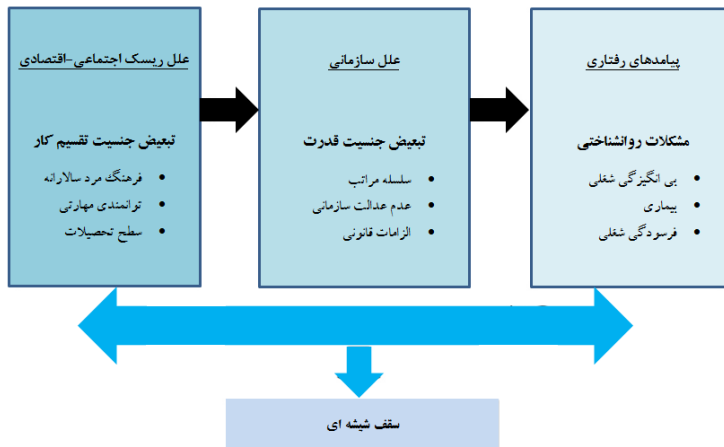 علل ریسک اجتماعی-اقتصادی
تبعیض جنسیت تقسیم کار
• فرهنگ مرد سالارانه
• توانمندی مهارتی
• سطح تحصیلات
علل سازمانی
تبعیض جنسیت قدرت
• سلسله مراتب
• عدم عدالت سازمانی
• الزامات قانونی
پیامدهای رفتاری
مشکلات روانشناختی
• بی انگیزگی شغلی
• بیماری
• فرسودگی شغلی
سقف شیشه ای